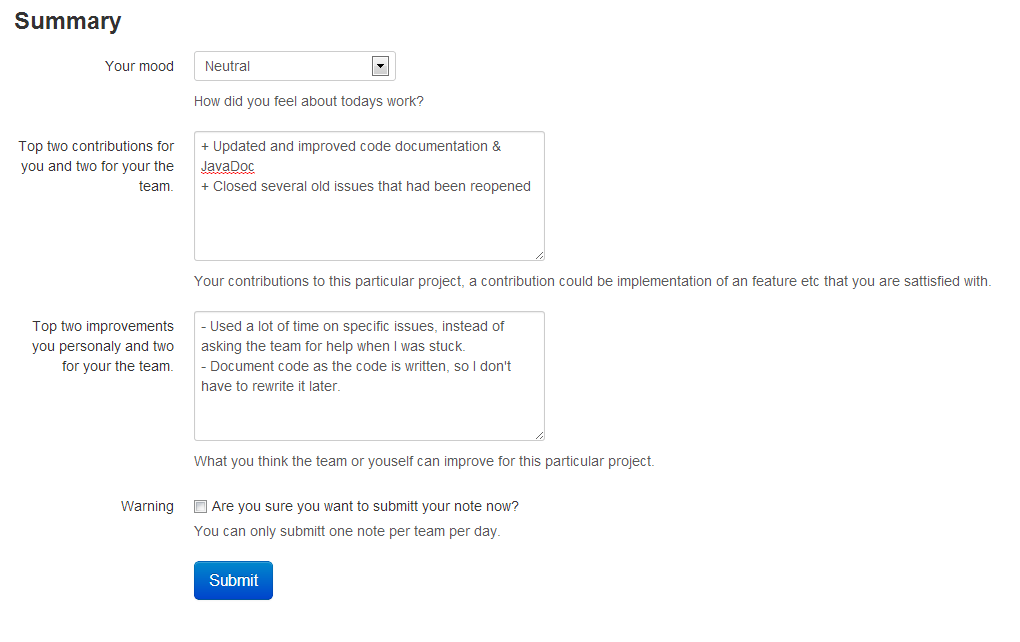 Summary
Your mood
Neutral
How did you feel about todays work?
Top two contributions for
you and two for your the
team.
+ Updated and improved code documentation &
JavaDoc
+ Closed several old issues that had been reopened
Your contributions to this particular project, a contribution could be implementation of an feature etc that you are sattisfied with.
Top two improvements
you personaly and two
for your the team.
- Used a lot of time on specific issues, instead of
asking the team for help when I was stuck.
- Document code as the code is written, so I don't
have to rewrite it later.
What you think the team or youself can improve for this particular project.
Warning
Are you sure you want to submitt your note now?
You can only submitt one note per team per day.
Submit